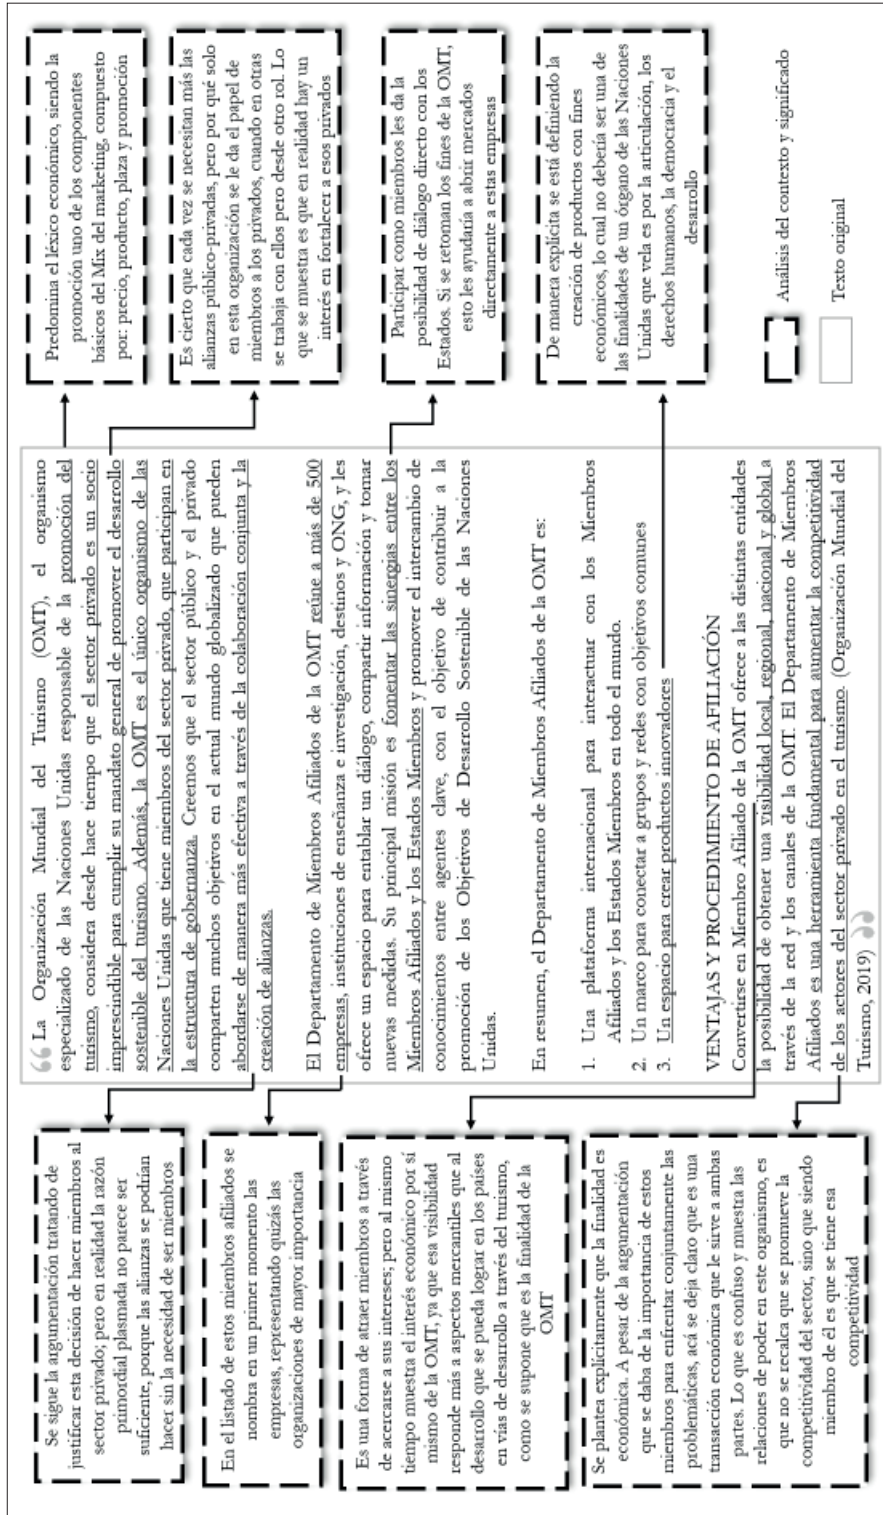 Se sigue la argumentación tratando de
justificar esta decisión de hacer miembros al
sector privado; pero en realidad la razón
primordial plasmada no parece ser
suficiente, porque las alianzas se podrían
hacer sin la necesidad de ser miembros
En el listado de estos miembros afiliados se
nombra en un primer momento las
empresas, representando quizás las
organizaciones de mayor importancia
Es una forma de atraer miembros a través
de acercarse a sus intereses; pero al mismo
tiempo muestra el interés económico por sí
mismo de la OMT, ya que esa visibilidad
responde más a aspectos mercantiles que al
desarrollo que se pueda lograr en los países
en vías de desarrollo a través del turismo,
como se supone que es la finalidad de la
OMT
Se plantea explícitamente que la finalidad es
económica. A pesar de la argumentación
que se daba de la importancia de estos
miembros para enfrentar conjuntamente las
problemáticas, acá se deja claro que es una
transacción económica que le sirve a ambas
partes. Lo que es confuso y muestra las
relaciones de poder en este organismo, es
que no se recalca que se promueve la
competitividad del sector, sino que siendo
miembro de él es que se tiene esa
competitividad
“ La Organización Mundial del Turismo (OMT), el organismo
especializado de las Naciones Unidas responsable de la promoción del
turismo, considera desde hace tiempo que el sector privado es un socio
imprescindible para cumplir su mandato general de promover el desarrollo
sostenible del turismo. Además, la OMT es el único organismo de las
Naciones Unidas que tiene miembros del sector privado, que participan en
la estructura de gobernanza. Creemos que el sector público y el privado
comparten muchos objetivos en el actual mundo globalizado que pueden
abordarse de manera más efectiva a través de la colaboración conjunta y la
creación de alianzas.
El Departamento de Miembros Afiliados de la OMT reúne a más de 500
empresas, instituciones de enseñanza e investigación, destinos y ONG, y les
ofrece un espacio para entablar un diálogo, compartir información y tomar
nuevas medidas. Su principal misión es fomentar las sinergias entre los
Miembros Afiliados y los Estados Miembros y promover el intercambio de
conocimientos entre agentes clave, con el objetivo de contribuir a la
promoción de los Objetivos de Desarrollo Sostenible de las Naciones
Unidas.
En resumen, el Departamento de Miembros Afiliados de la OMT es:
1. Una plataforma internacional para interactuar con los Miembros
Afiliados y los Estados Miembros en todo el mundo.
2. Un marco para conectar a grupos y redes con objetivos comunes
3. Un espacio para crear productos innovadores
VENTAJAS Y PROCEDIMIENTO DE AFILIACIÓN
Convertirse en Miembro Afiliado de la OMT ofrece a las distintas entidades
la posibilidad de obtener una visibilidad local, regional, nacional y global a
través de la red y los canales de la OMT. El Departamento de Miembros
Afiliados es una herramienta fundamental para aumentar la competitividad
de los actores del sector privado en el turismo. (Organización Mundial del
Turismo, 2019) ”
Predomina el léxico económico, siendo la
promoción uno de los componentes
básicos del Mix del marketing, compuesto
por: precio, producto, plaza y promoción
Es cierto que cada vez se necesitan más las
alianzas público-privadas, pero por qué solo
en esta organización se le da el papel de
miembros a los privados, cuando en otras
se trabaja con ellos pero desde otro rol. Lo
que se muestra es que en realidad hay un
interés en fortalecer a esos privados
Participar como miembros les da la
posibilidad de diálogo directo con los
Estados. Si se retoman los fines de la OMT,
esto les ayudaría a abrir mercados
directamente a estas empresas
De manera explícita se está definiendo la
creación de productos con fines
económicos, lo cual no debería ser una de
las finalidades de un órgano de las Naciones
Unidas que vela es por la articulación, los
derechos humanos, la democracia y el
desarrollo
Análisis del contexto y significado
Texto original